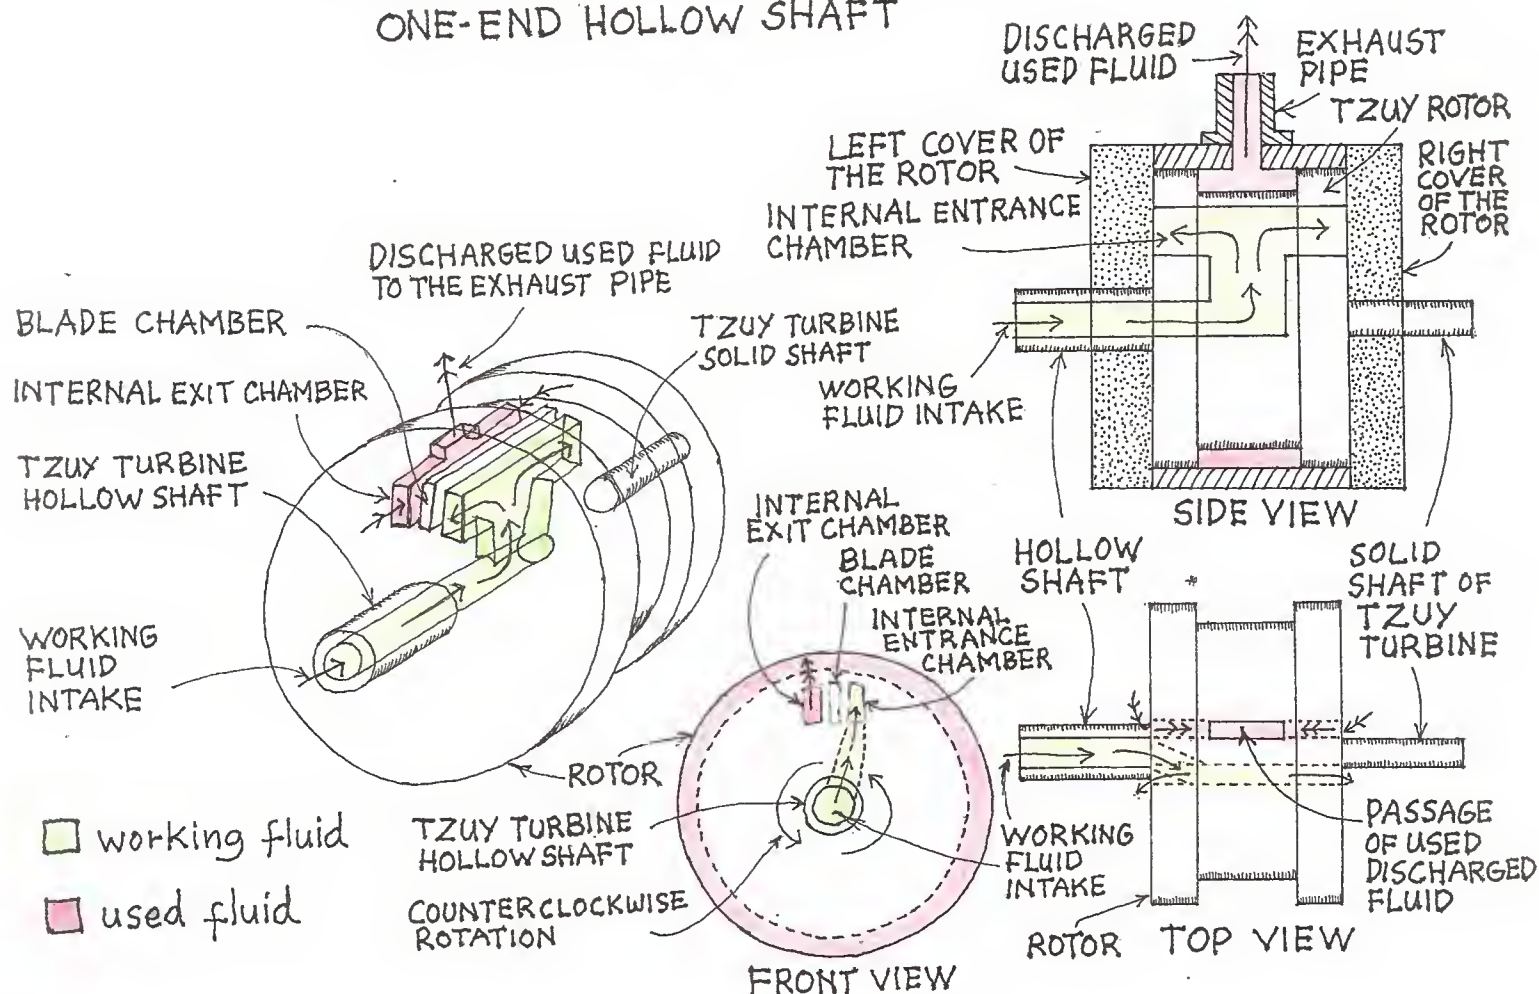 ONE-END HOLLOW SHAFT
DISCHARGED
USED FLUID
EXHAUST
PIPE
TZUY ROTOR
LEFT COVER OF
THE ROTOR
RIGHT
COVER
OF THE
ROTOR
INTERNAL ENTRANCE
CHAMBER
WORKING
FLUID INTAKE
SIDE VIEW
DISCHARGED USED FLUID
TO THE EXHAUST PIPE
BLADE CHAMBER
TZUY TURBINE
SOLID SHAFT
INTERNAL EXIT CHAMBER
TZUY TURBINE
HOLLOW SHAFT
WORKING
FLUID
INTAKE
ROTOR
working fluid
used fluid
INTERNAL
EXIT CHAMBER
BLADE
CHAMBER
INTERNAL
ENTRANCE
CHAMBER
TZUY TURBINE
HOLLOW SHAFT
COUNTERCLOCKWISE
ROTATION
WORKING
FLUID
INTAKE
FRONT VIEW
HOLLOW
SHAFT
SOLID
SHAFT OF
TZUY
TURBINE
PASSAGE
OF USED
DISCHARGED
FLUID
ROTOR
TOP VIEW